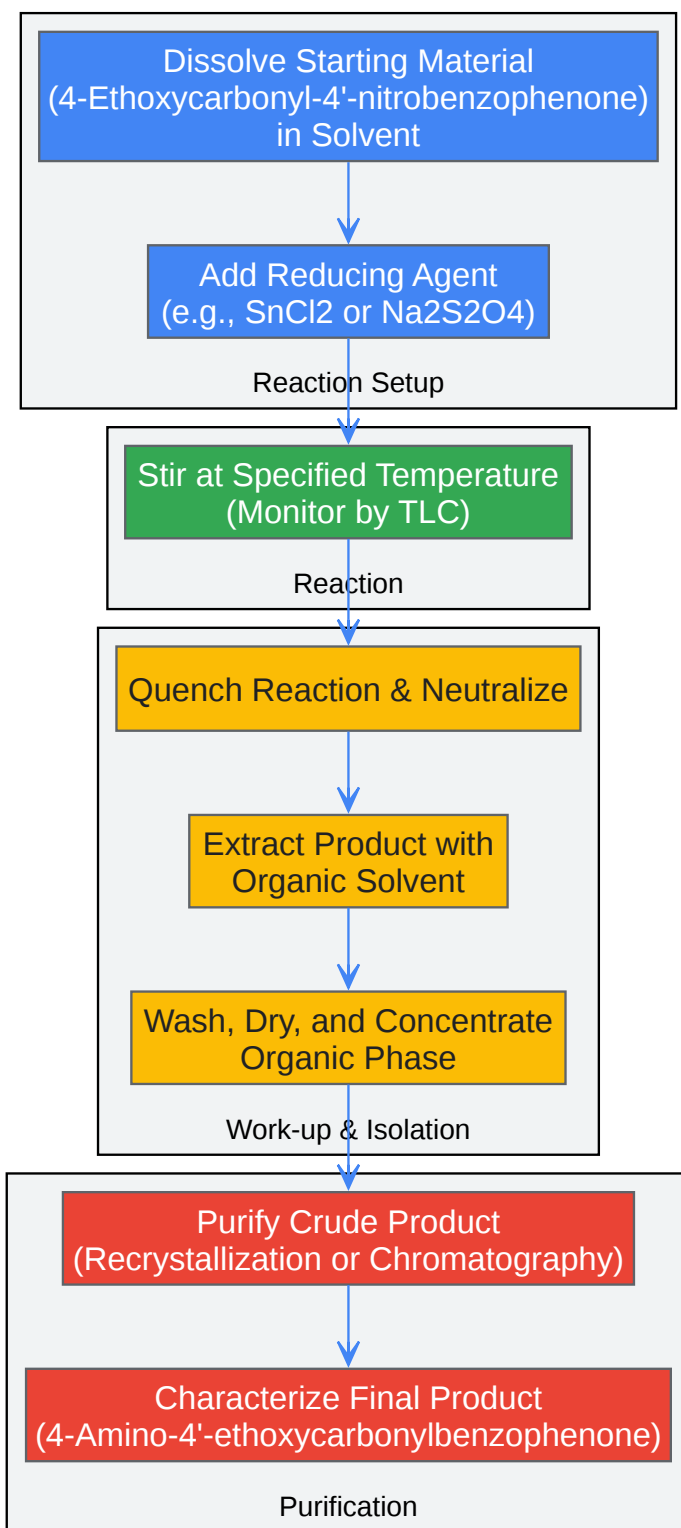 Dissolve Starting Material
(4-Ethoxycarbonyl-4'-nitrobenzophenone)
in Solvent
Add Reducing Agent
(e.g., SnCl2 or Na2S2O4)
Reaction Setup
Stir at Specified Temperature
(Monitor by TLC)
Reaction
Quench Reaction & Neutralize
Extract Product with
Organic Solvent
Wash, Dry, and Concentrate
Organic Phase
Work-up & Isolation
Purify Crude Product
(Recrystallization or Chromatography)
Characterize Final Product
(4-Amino-4'-ethoxycarbonylbenzophenone)
Purification